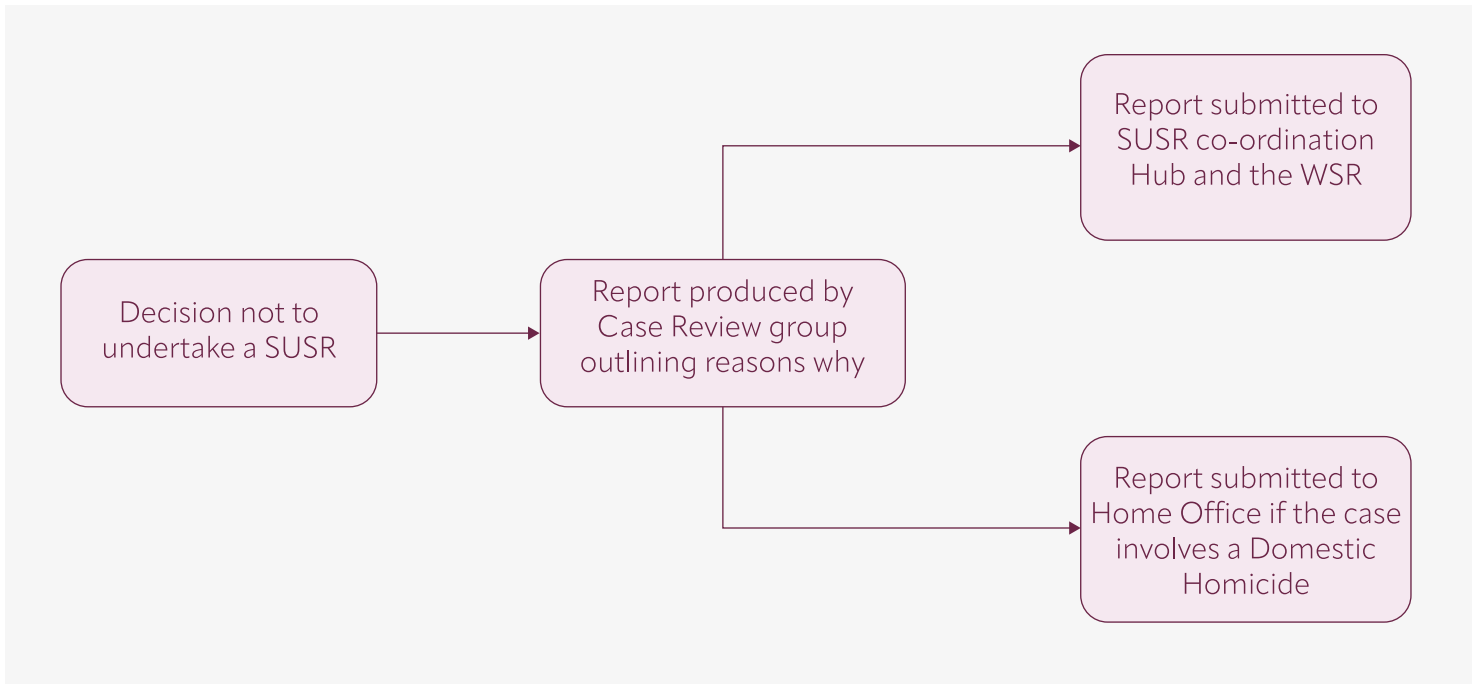 Decision not to
undertake a SUSR
Report produced by
Case Review group
outlining reasons why
Report submitted to
SUSR co-ordination
Hub and the WSR
Report submitted to
Home Office if the case
involves a Domestic
Homicide